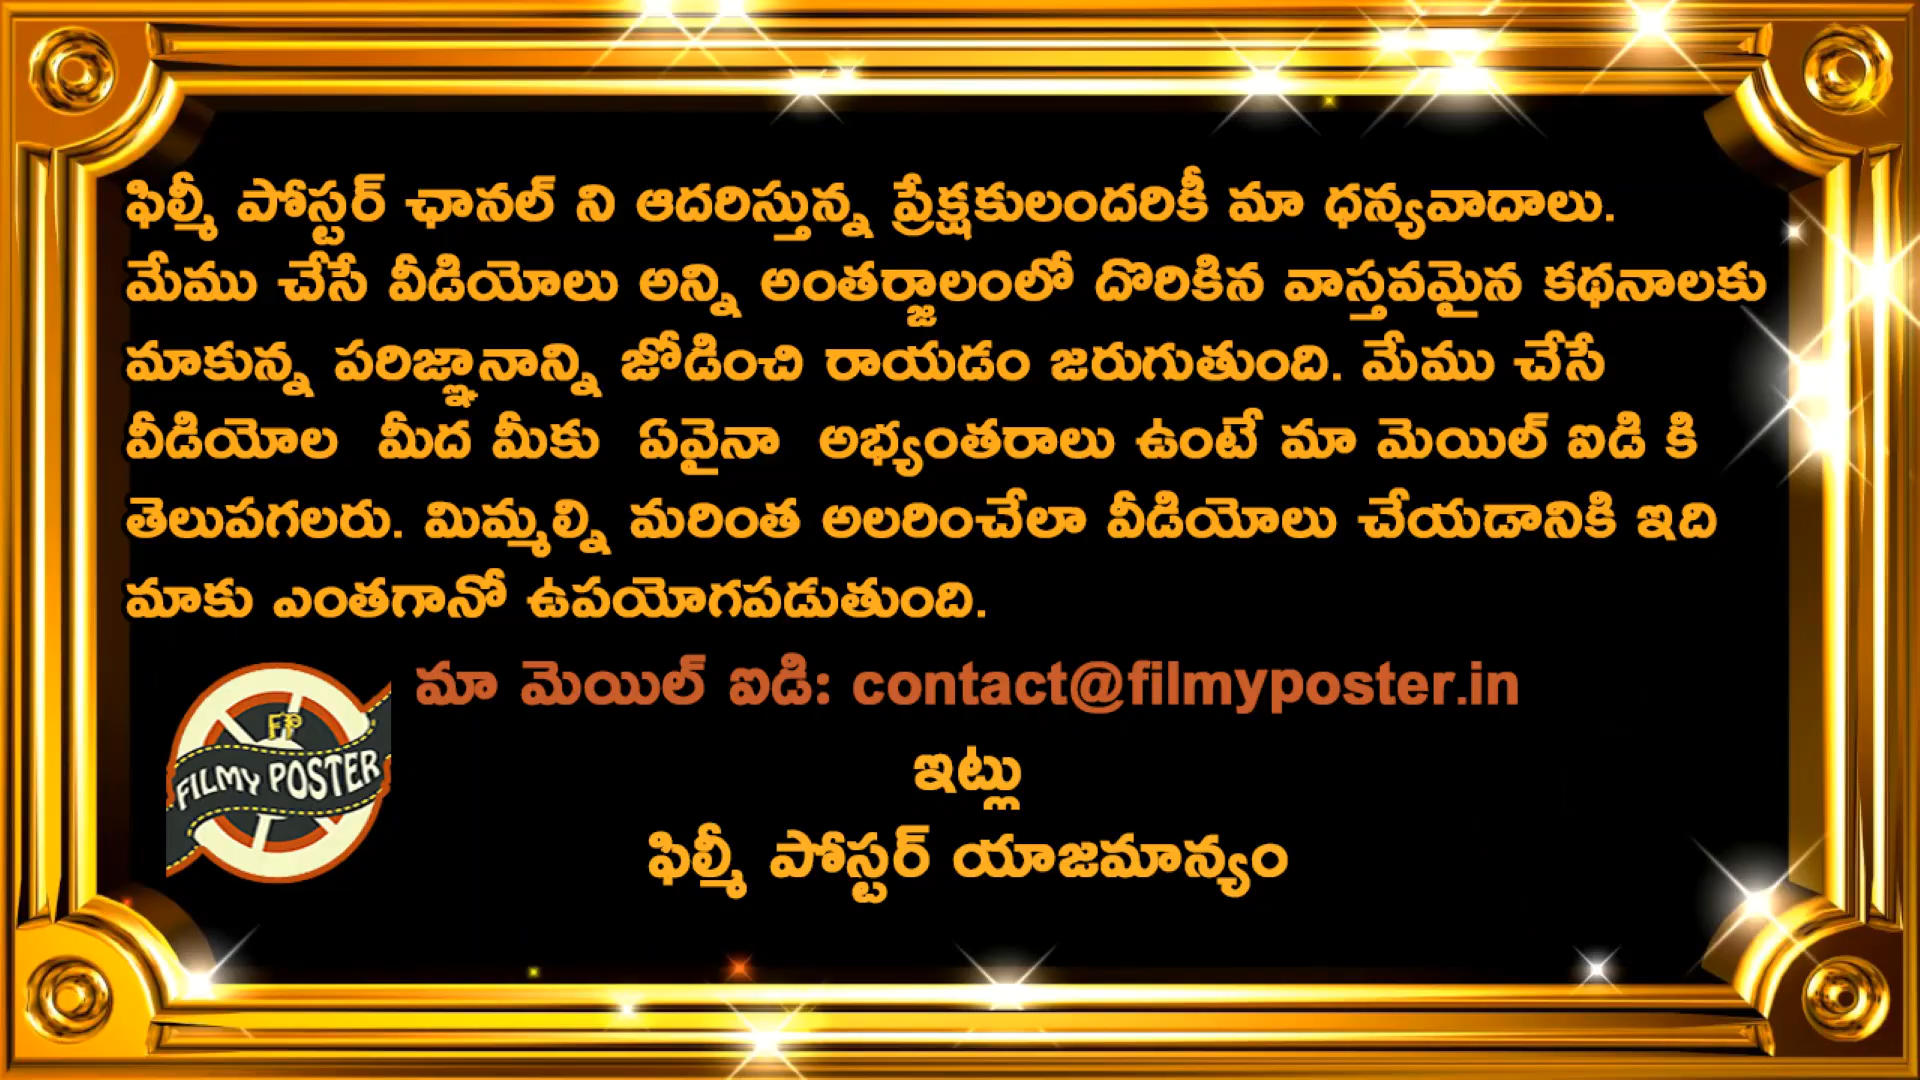 ఫిల్మీ పోస్టర్ ఛానల్ ని ఆదరిస్తున్న ప్రేక్షకులందరికీ మా ధన్యవాదాలు.
మేము చేసే వీడియోలు అన్ని అంతర్జాలంలో దొరికిన వాస్తవమైన కథనాలకు
మాకున్న పరిజ్ఞానాన్ని జోడించి రాయడం జరుగుతుంది. మేము చేసే
వీడియోల మీద మీకు ఏవైనా అభ్యంతరాలు ఉంటే మా మెయిల్ ఐడి కి
తెలుపగలరు. మిమ్మల్ని మరింత అలరించేలా వీడియోలు చేయడానికి ఇది
మాకు ఎంతగానో ఉపయోగపడుతుంది.
మా మెయిల్ ఐడి: contact@filmyposter.in
FP
FILMY POSTER
ఇట్లు
ఫిల్మీ పోస్టర్ యాజమాన్యం